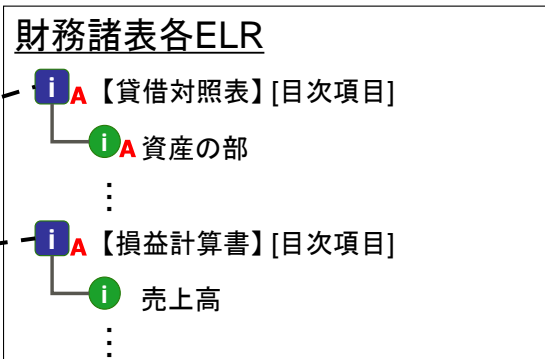 財務諸表各ELR
i A 【貸借対照表】[目次項目]
i A 資産の部
⋮
i A 【損益計算書】[目次項目]
i 売上高
⋮